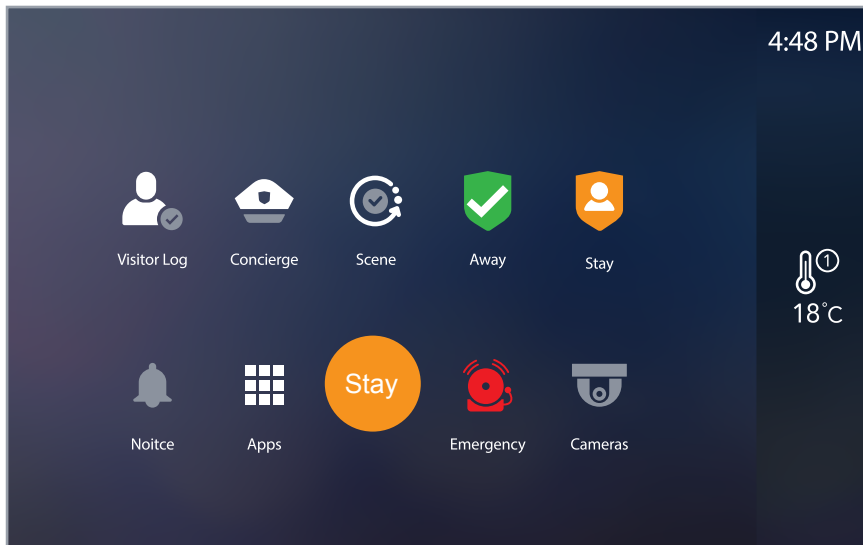 4:48 PM
Visitor Log
Concierge
Scene
Away
Stay
1
18°C
Stay
Noitce
Apps
Emergency
Cameras